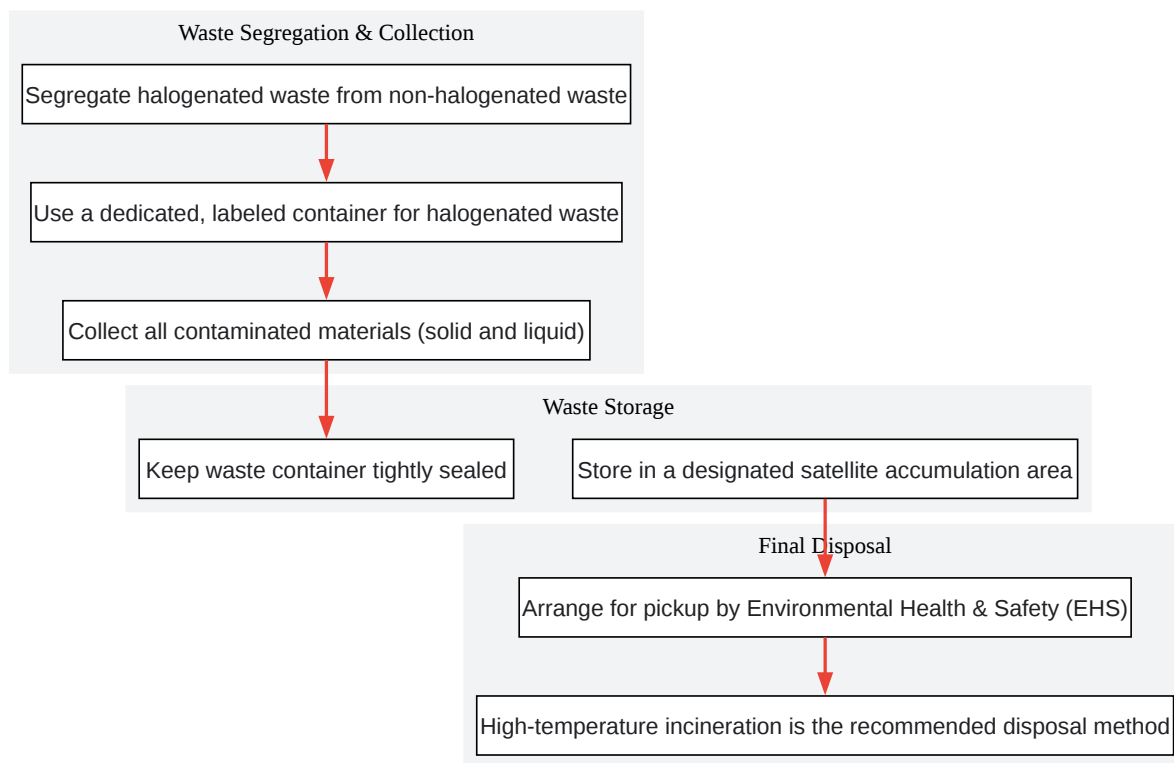 Waste Segregation & Collection
Segregate halogenated waste from non-halogenated waste
Use a dedicated, labeled container for halogenated waste
Collect all contaminated materials (solid and liquid)
Waste Storage
Keep waste container tightly sealed
Store in a designated satellite accumulation area
Final Disposal
Arrange for pickup by Environmental Health & Safety (EHS)
High-temperature incineration is the recommended disposal method